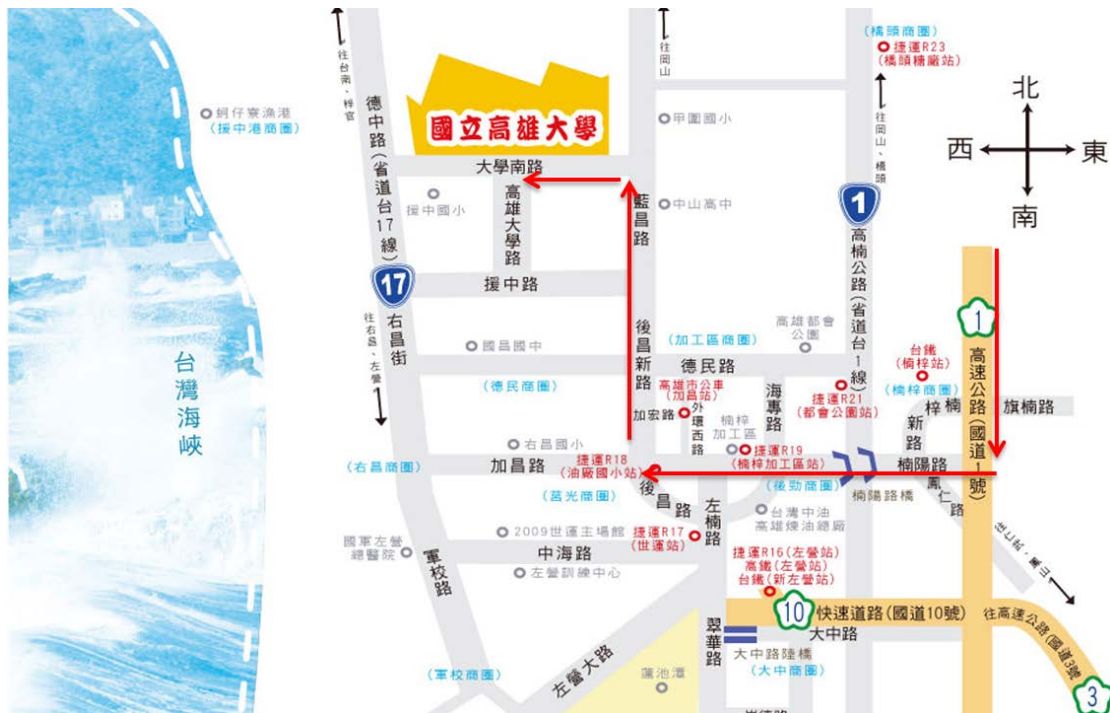 (橋頭商圈)
捷運R23
(橋頭糖廠站)
往台南、梓官
往岡山
往岡山、橋頭
北
西
東
南
蚵仔寮漁港
(援中港商圈)
國立高雄大學
甲圍國小
大學南路
德中路(省道台17線)
援中國小
高雄大學路
藍昌路
中山高中
1
高楠公路(省道台1線)
17
援中路
台灣海峽
往右昌、左營
右昌街
國昌國中
後昌新路
(加工區商圈)
高雄都會
公園
德民路
(德民商圈)
1
高速公路(國道1號)
台鐵
(楠梓站)
(楠梓商圈)
高雄市公車
(加昌站)
加宏路
外環西路
海專路
捷運R21
(都會公園站)
楠梓
加工區
梓楠
新路
旗楠路
右昌國小
(右昌商圈)
加昌路
捷運R18
(油廠國小站)
捷運R19
(楠梓加工區站)
楠陽路
(莒光商圈)
後昌路
(後勁商圈)
楠陽路橋
鳳仁路
左楠路
台灣中油
高雄煉油總廠
往仁武、鳳山
2009世運主場館
捷運R17
(世運站)
國軍左營
總醫院
軍校路
中海路
左營訓練中心
捷運R16(左營站)
高鐵(左營站)
台鐵(新左營站)
10
快速道路(國道10號)
往高速公路(國道3號)
翠華路
大中路
大中路陸橋
(大中商圈)
(軍校商圈)
左營大路
蓮池潭
3
崇德路